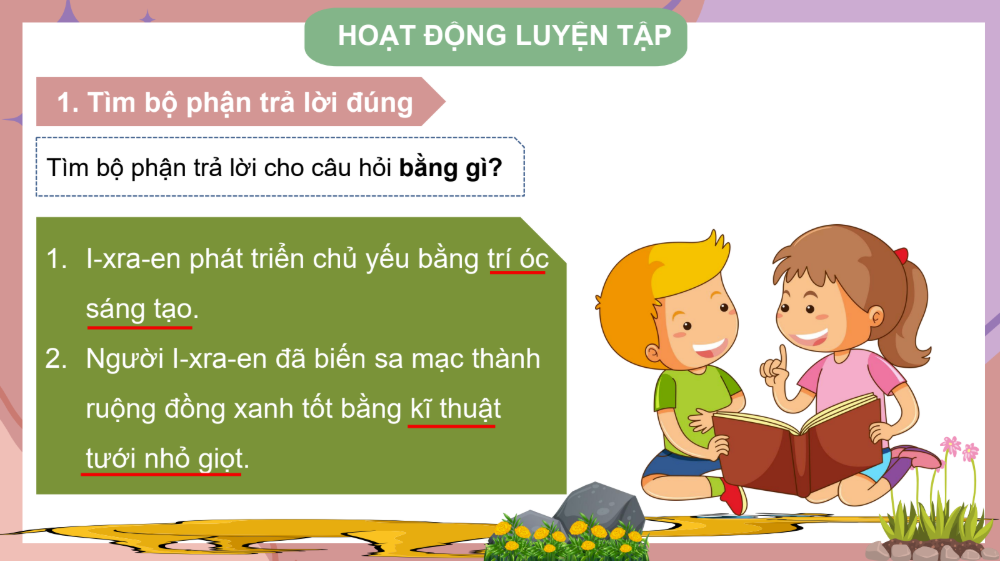 HOẠT ĐỘNG LUYỆN TẬP
1. Tìm bộ phận trả lời đúng
Tìm bộ phận trả lời cho câu hỏi bằng gì?
1. I-xra-en phát triển chủ yếu bằng trí óc
sáng tạo.
2. Người I-xra-en đã biến sa mạc thành
ruộng đồng xanh tốt bằng kĩ thuật
tưới nhỏ giọt.